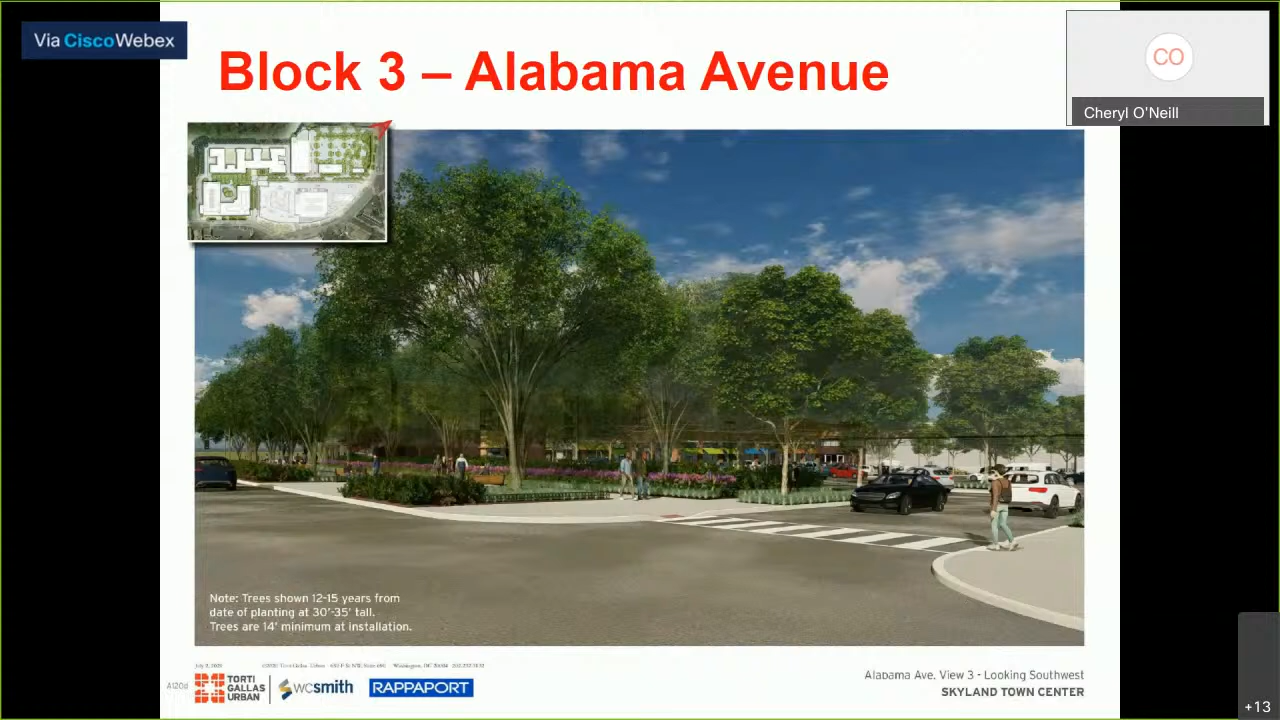 Via Cisco Webex
Block 3 – Alabama Avenue
CO
Cheryl O'Neill
Note: Trees shown 12-15 years from
date of planting at 30'-35' tall.
Trees are 14' minimum at installation.
TORTI
GALLAS
URBAN
wcsmith
RAPPAPORT
Alabama Ave. View 3 - Looking Southwest
SKYLAND TOWN CENTER
+13